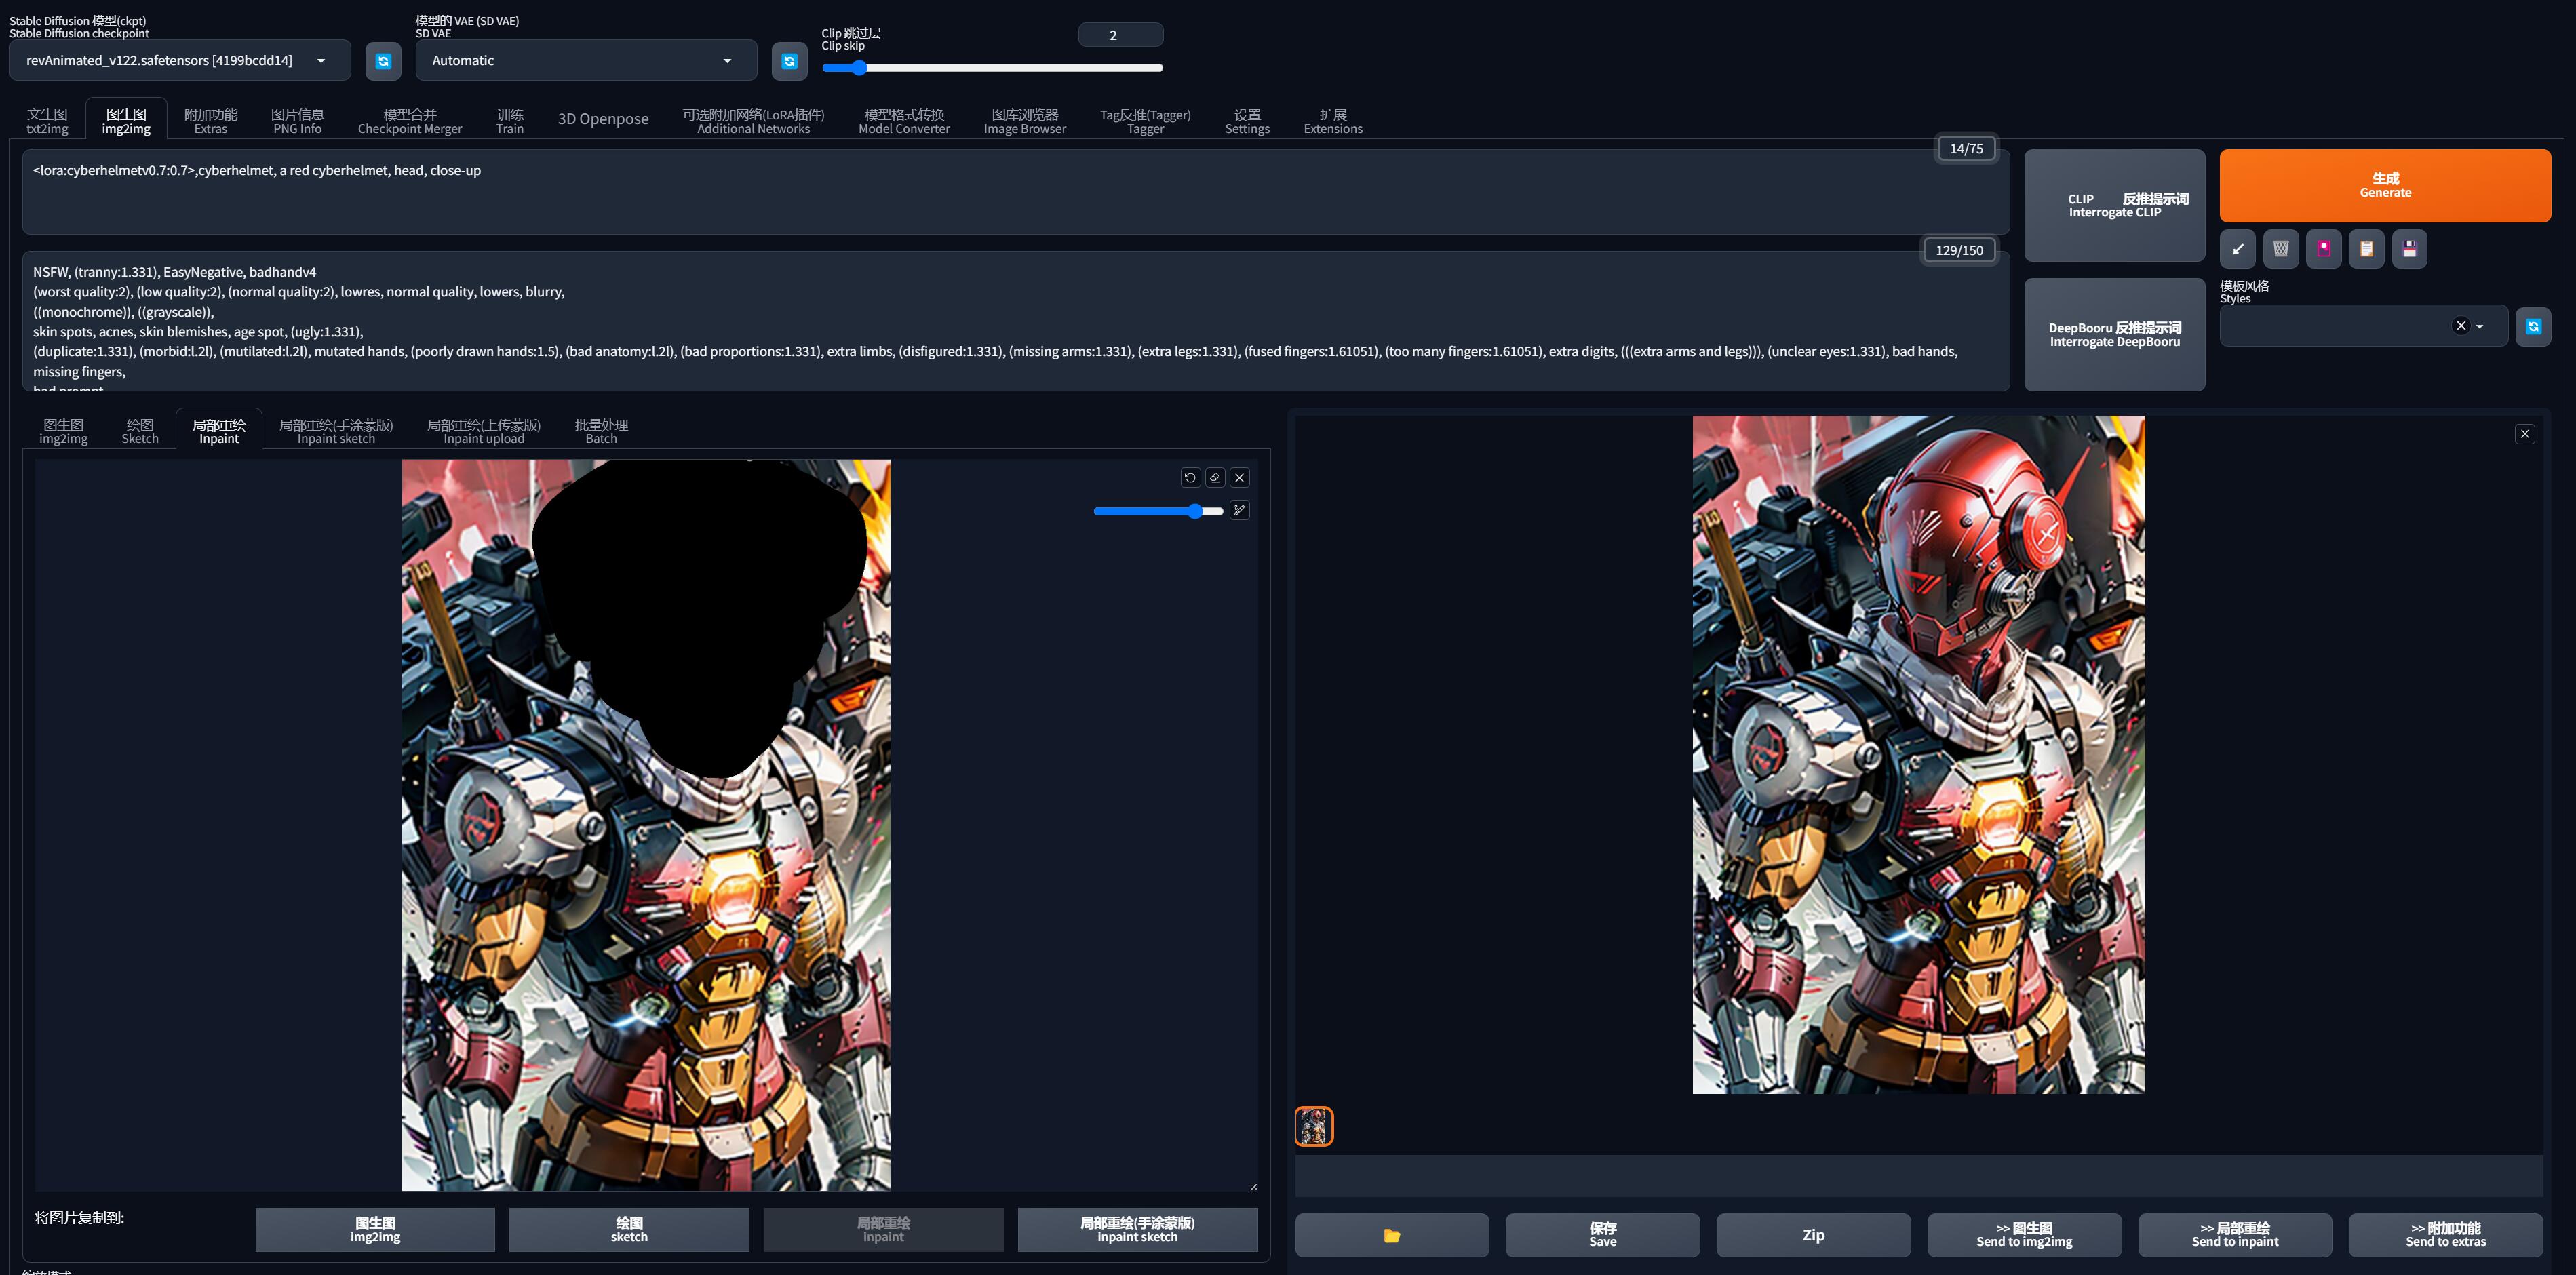 Stable Diffusion 模型(ckpt)
Stable Diffusion checkpoint
revAnimated_v122.safetensors [4199bcdd14]
模型的 VAE (SD VAE)
SD VAE
Automatic
Clip 跳过层
Clip skip
2
文生图
txt2img
图生图
img2img
附加功能
Extras
图片信息
PNG Info
模型合并
Checkpoint Merger
训练
Train
3D Openpose
可选附加网络(LoRA插件)
Additional Networks
模型格式转换
Model Converter
图库浏览器
Image Browser
Tag反推(Tagger)
Tagger
设置
Settings
扩展
Extensions
14/75
<lora:cyberhelmetv0.7:0.7>,cyberhelmet, a red cyberhelmet, head, close-up
129/150
NSFW, (tranny:1.331), EasyNegative, badhandv4
(worst quality:2), (low quality:2), (normal quality:2), lowres, normal quality, lowers, blurry,
((monochrome)), ((grayscale)),
skin spots, acnes, skin blemishes, age spot, (ugly:1.331),
(duplicate:1.331), (morbid:l.2l), (mutilated:l.2l), mutated hands, (poorly drawn hands:1.5), (bad anatomy:l.2l), (bad proportions:1.331), extra limbs, (disfigured:1.331), (missing arms:1.331), (extra legs:1.331), (fused fingers:1.61051), (too many fingers:1.61051), extra digits, (((extra arms and legs))), (unclear eyes:1.331), bad hands,
missing fingers,
CLIP 反推提示词
Interrogate CLIP
DeepBooru 反推提示词
Interrogate DeepBooru
生成
Generate
模板风格
Styles
图生图
img2img
绘图
Sketch
局部重绘
Inpaint
局部重绘(手涂蒙版)
Inpaint sketch
局部重绘(上传蒙版)
Inpaint upload
批量处理
Batch
将图片复制到:
图生图
img2img
绘图
sketch
局部重绘
inpaint
局部重绘(手涂蒙版)
inpaint sketch
保存
Save
Zip
>> 图生图
Send to img2img
>> 局部重绘
Send to inpaint
>> 附加功能
Send to extras